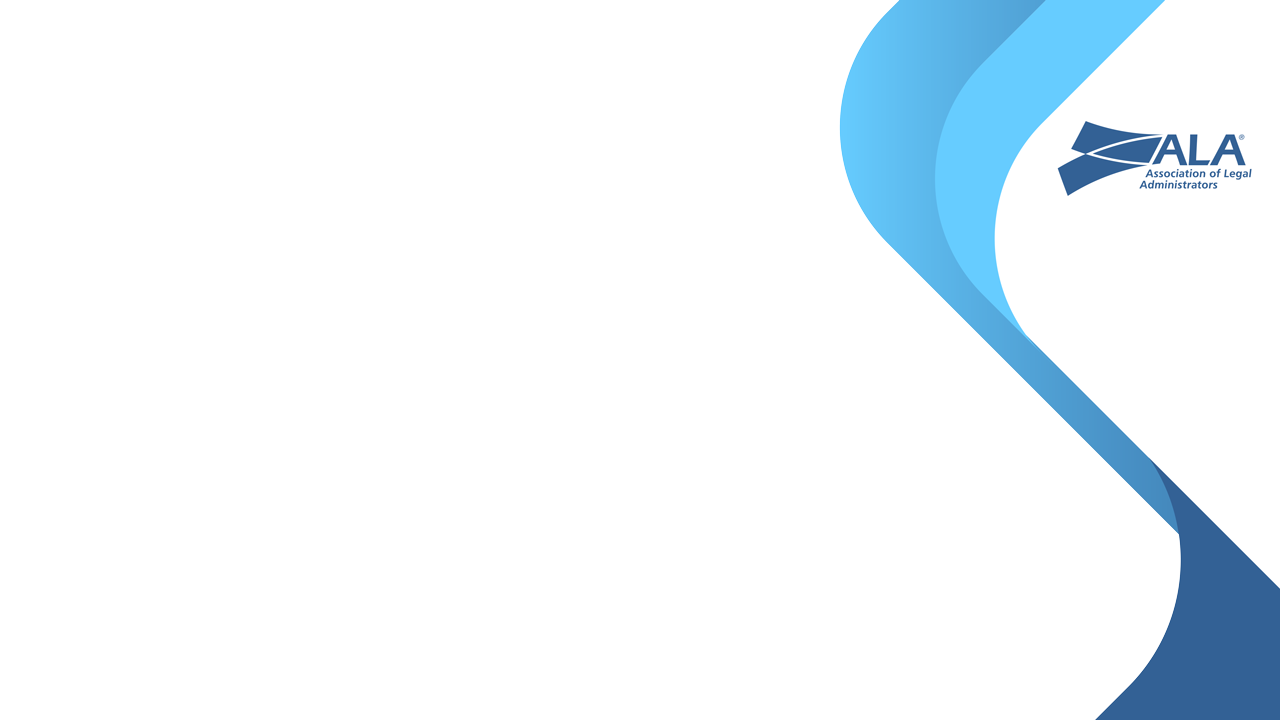 ALA®
Association of Legal
Administrators